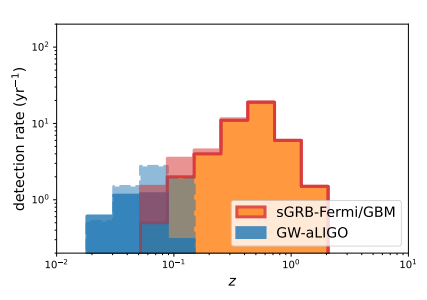 detection rate (yr⁻¹)
10²
10¹
10⁰
sGRB-Fermi/GBM
GW-aLIGO
10⁻² 10⁻¹ 10⁰ 10¹
z